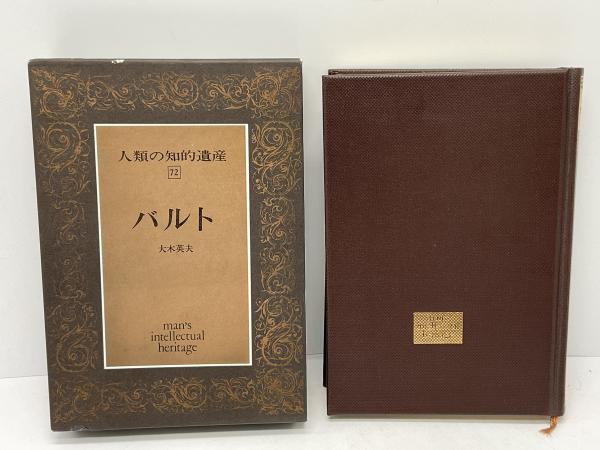 人類の知的遺産
72
バルト
大木英夫
man's
intellectual
heritage